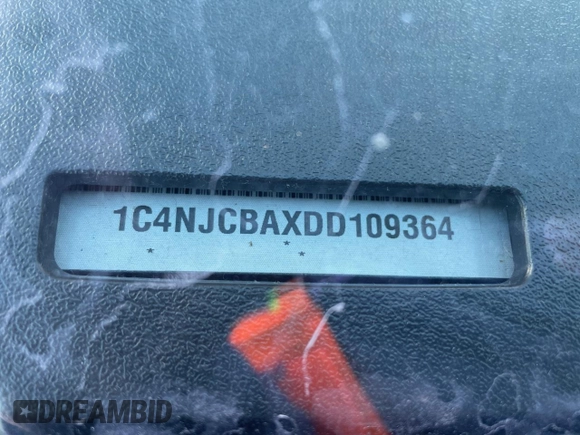 1C4NJCBAXDD109364
* * *
* *
DREAMBID